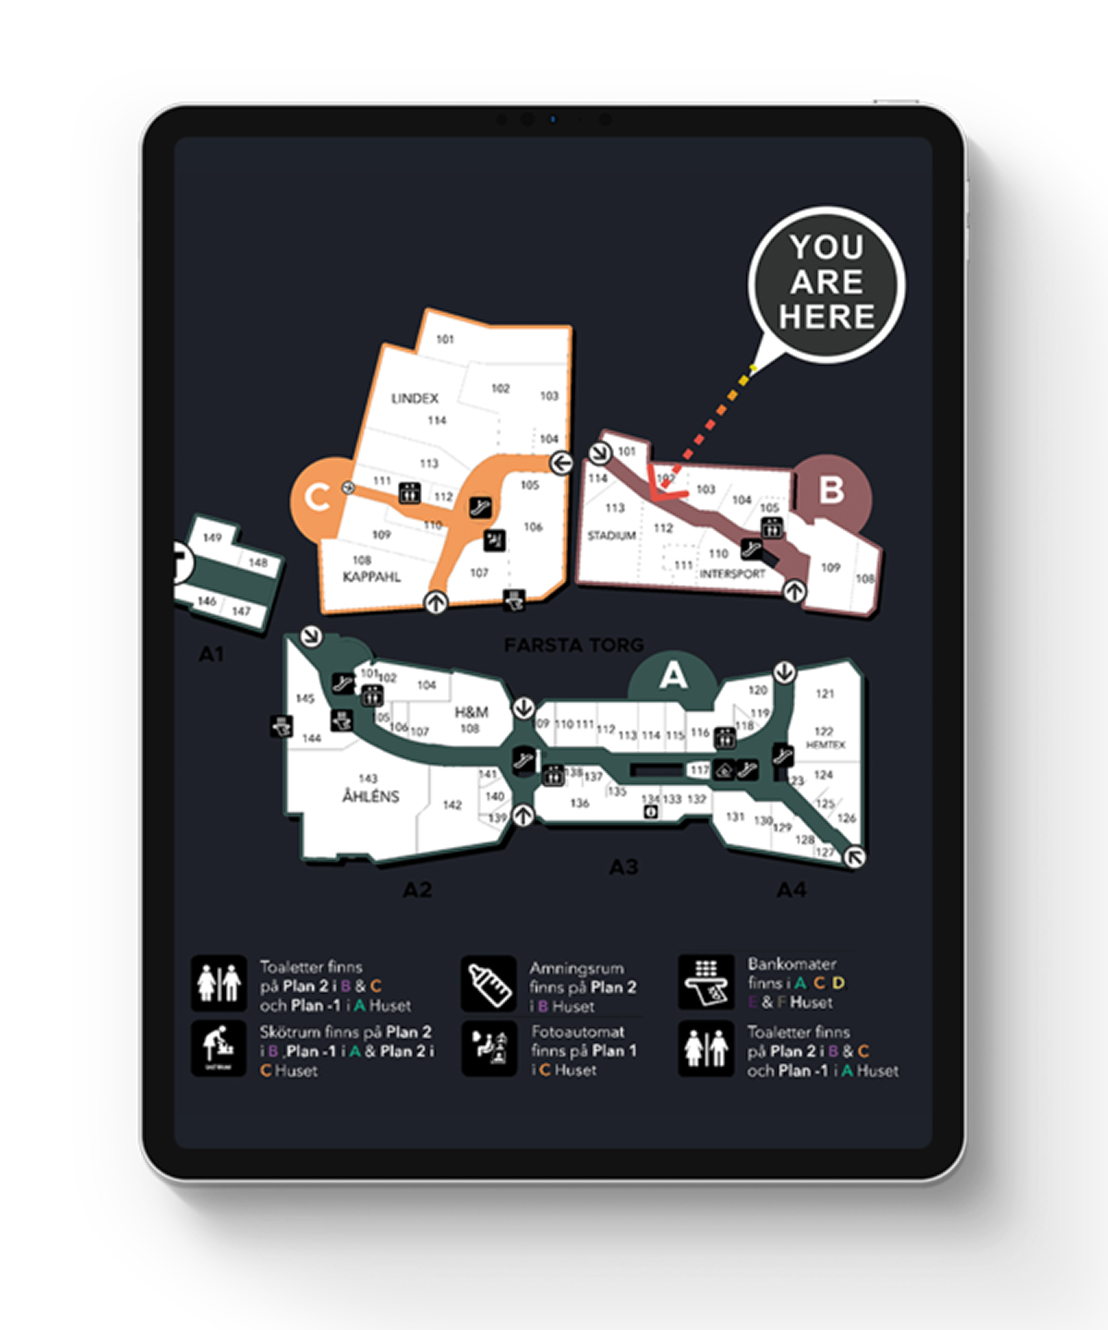 YOU
ARE
HERE
101
LINDEX
102
103
114
104
113
111
112
105
110
109
106
108
KAPPAHL
107
C
101
114
102
103
104
105
113
STADIUM
112
110
111
INTERSPORT
109
108
B
149
148
146
147
A1
FARSTA TORG
A
101
102
104
145
105
106
107
H&M
108
144
143
ÅHLÉNS
142
141
140
139
09
110
111
112
113
114
115
116
117
118
119
120
121
122
HEMTEX
123
124
125
126
127
128
129
130
131
132
133
134
135
136
137
138
A2
A3
A4
Toaletter finns
på Plan 2 i B & C
och Plan -1 i A Huset
Amningsrum
finns på Plan 2
i B Huset
Bankomater
finns i A C D
E & F Huset
Skötrum finns på Plan 2
i B ,Plan -1 i A & Plan 2 i
C Huset
Fotoautomat
finns på Plan 1
i C Huset
Toaletter finns
på Plan 2 i B & C
och Plan -1 i A Huset